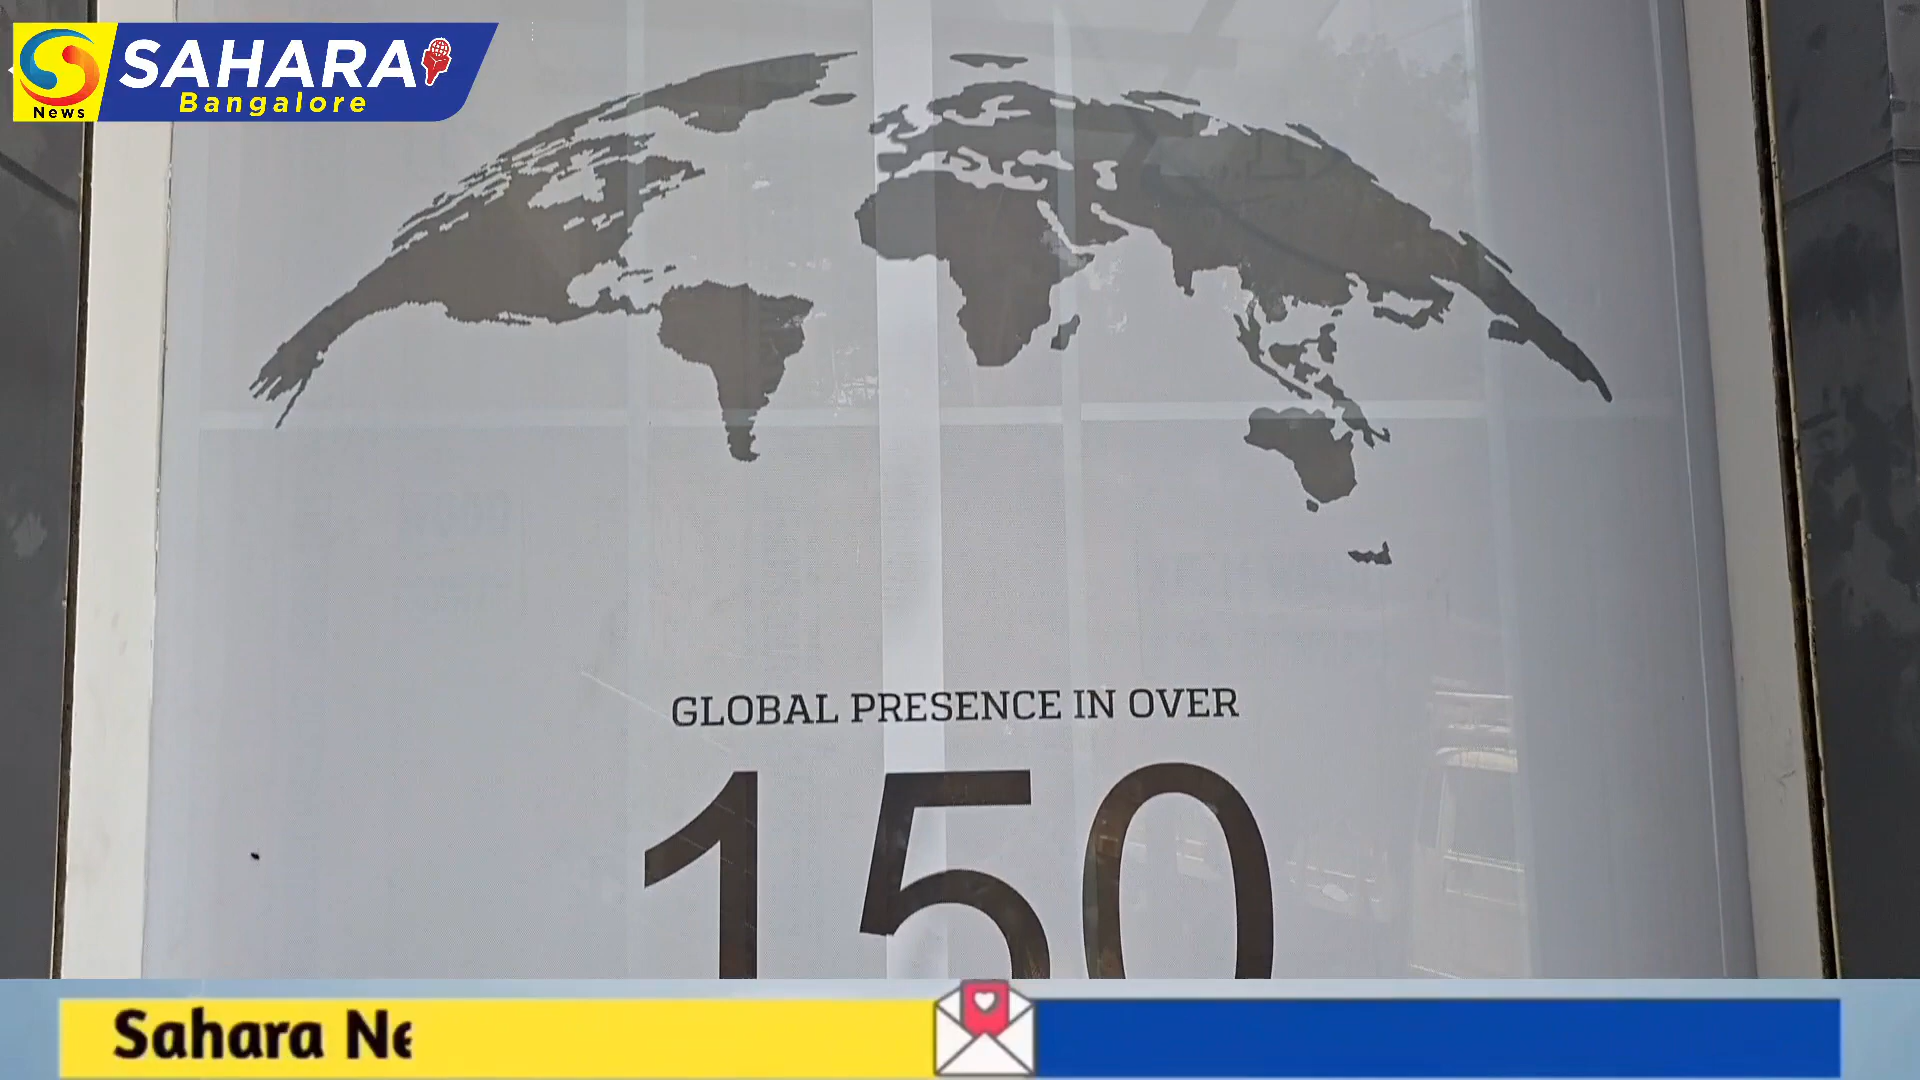 SAHARA
News
Bangalore
GLOBAL PRESENCE IN OVER
150
Sahara Ne